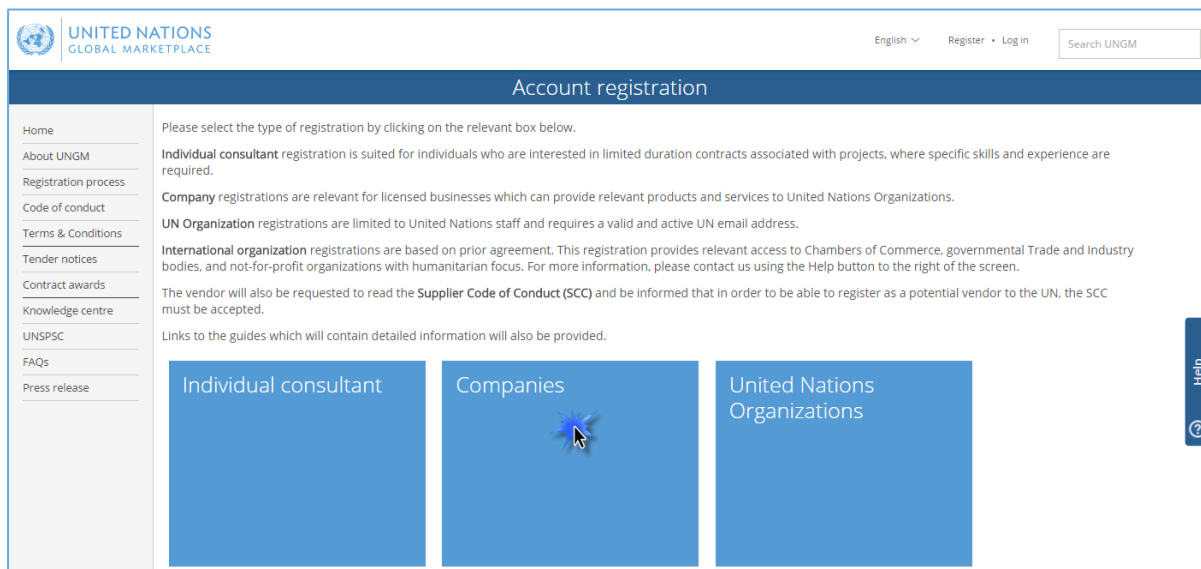 UNITED NATIONS
GLOBAL MARKETPLACE
English
Register • Log in
Search UNGM
Account registration
Home
About UNGM
Registration process
Code of conduct
Terms & Conditions
Tender notices
Contract awards
Knowledge centre
UNSPSC
FAQs
Press release
Please select the type of registration by clicking on the relevant box below.
Individual consultant registration is suited for individuals who are interested in limited duration contracts associated with projects, where specific skills and experience are
required.
Company registrations are relevant for licensed businesses which can provide relevant products and services to United Nations Organizations.
UN Organization registrations are limited to United Nations staff and requires a valid and active UN email address.
International organization registrations are based on prior agreement. This registration provides relevant access to Chambers of Commerce, governmental Trade and Industry
bodies, and not-for-profit organizations with humanitarian focus. For more information, please contact us using the Help button to the right of the screen.
The vendor will also be requested to read the Supplier Code of Conduct (SCC) and be informed that in order to be able to register as a potential vendor to the UN, the SCC
must be accepted.
Links to the guides which will contain detailed information will also be provided.
Individual consultant
Companies
United Nations
Organizations
Help
?